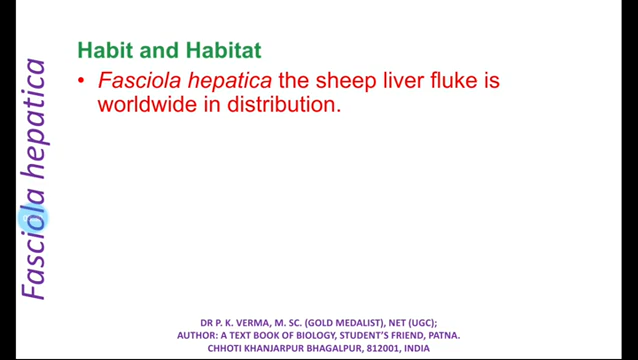 Fasciola hepatica
Habit and Habitat
• Fasciola hepatica the sheep liver fluke is
worldwide in distribution.
DR P. K. VERMA, M. SC. (GOLD MEDALIST), NET (UGC);
AUTHOR: A TEXT BOOK OF BIOLOGY, STUDENT'S FRIEND, PATNA.
CHHOTI KHANJARPUR BHAGALPUR, 812001, INDIA